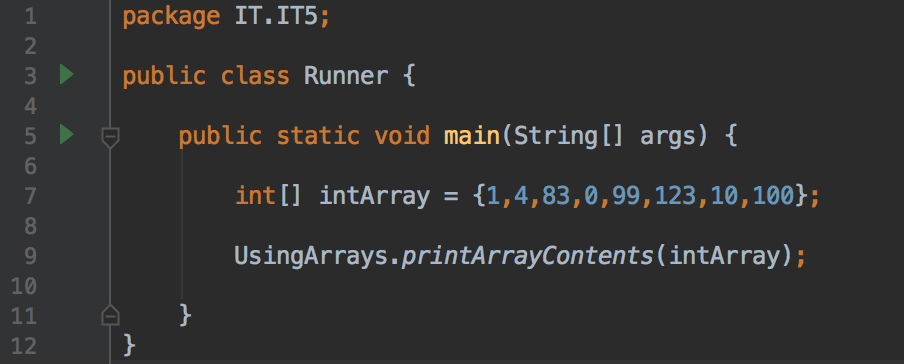 1 package IT.IT5;
2
3 public class Runner {
4
5 public static void main(String[] args) {
6
7 int[] intArray = {1,4,83,0,99,123,10,100};
8
9 UsingArrays.printArrayContents(intArray);
10
11 }
12 }